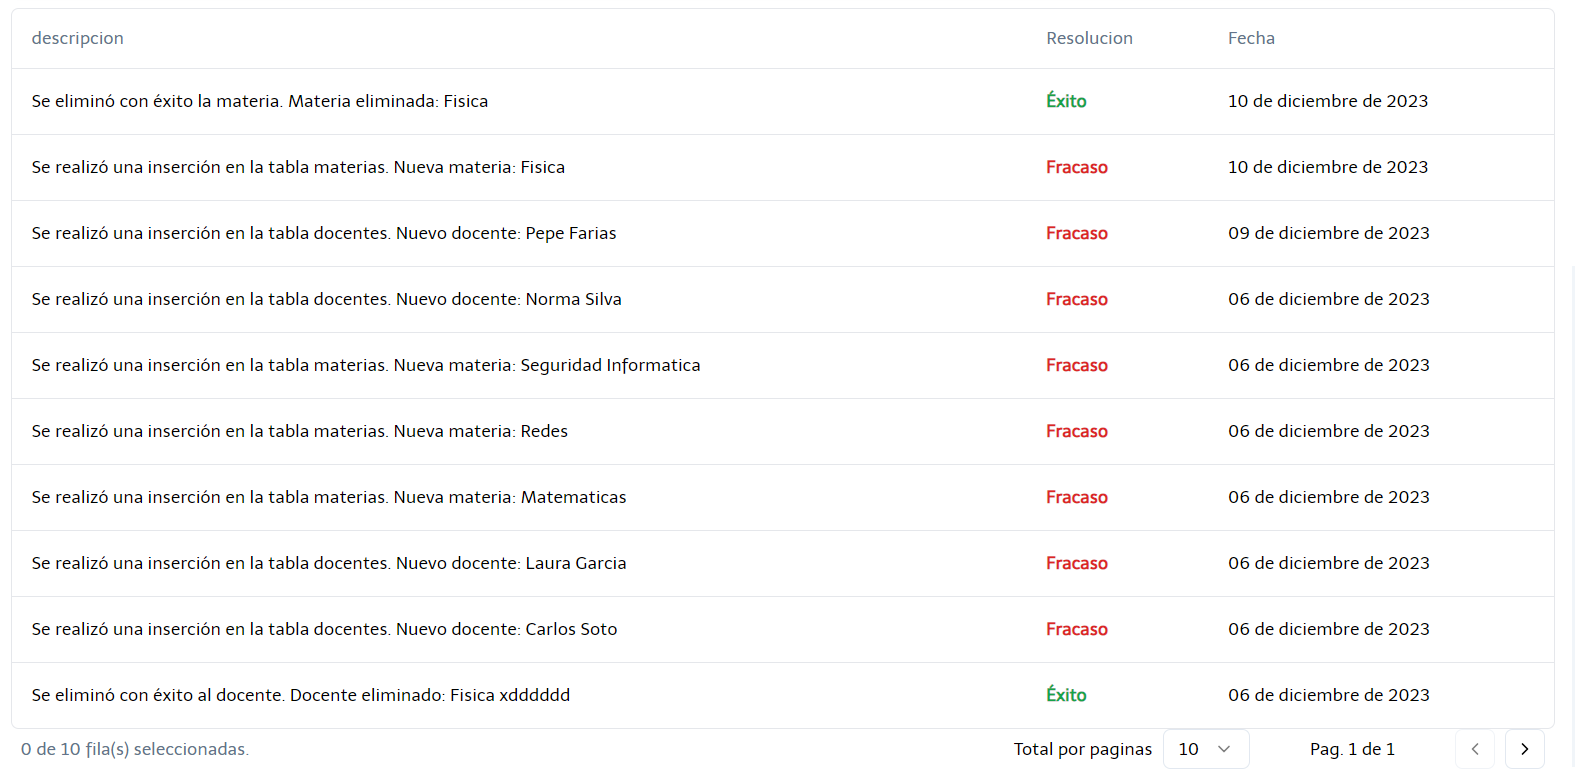 descripcion Resolucion Fecha
Se eliminó con éxito la materia. Materia eliminada: Fisica Éxito 10 de diciembre de 2023
Se realizó una inserción en la tabla materias. Nueva materia: Fisica Fracaso 10 de diciembre de 2023
Se realizó una inserción en la tabla docentes. Nuevo docente: Pepe Farias Fracaso 09 de diciembre de 2023
Se realizó una inserción en la tabla docentes. Nuevo docente: Norma Silva Fracaso 06 de diciembre de 2023
Se realizó una inserción en la tabla materias. Nueva materia: Seguridad Informatica Fracaso 06 de diciembre de 2023
Se realizó una inserción en la tabla materias. Nueva materia: Redes Fracaso 06 de diciembre de 2023
Se realizó una inserción en la tabla materias. Nueva materia: Matematicas Fracaso 06 de diciembre de 2023
Se realizó una inserción en la tabla docentes. Nuevo docente: Laura Garcia Fracaso 06 de diciembre de 2023
Se realizó una inserción en la tabla docentes. Nuevo docente: Carlos Soto Fracaso 06 de diciembre de 2023
Se eliminó con éxito al docente. Docente eliminado: Fisica xdddddd Éxito 06 de diciembre de 2023
0 de 10 fila(s) seleccionadas. Total por paginas 10 Pag. 1 de 1